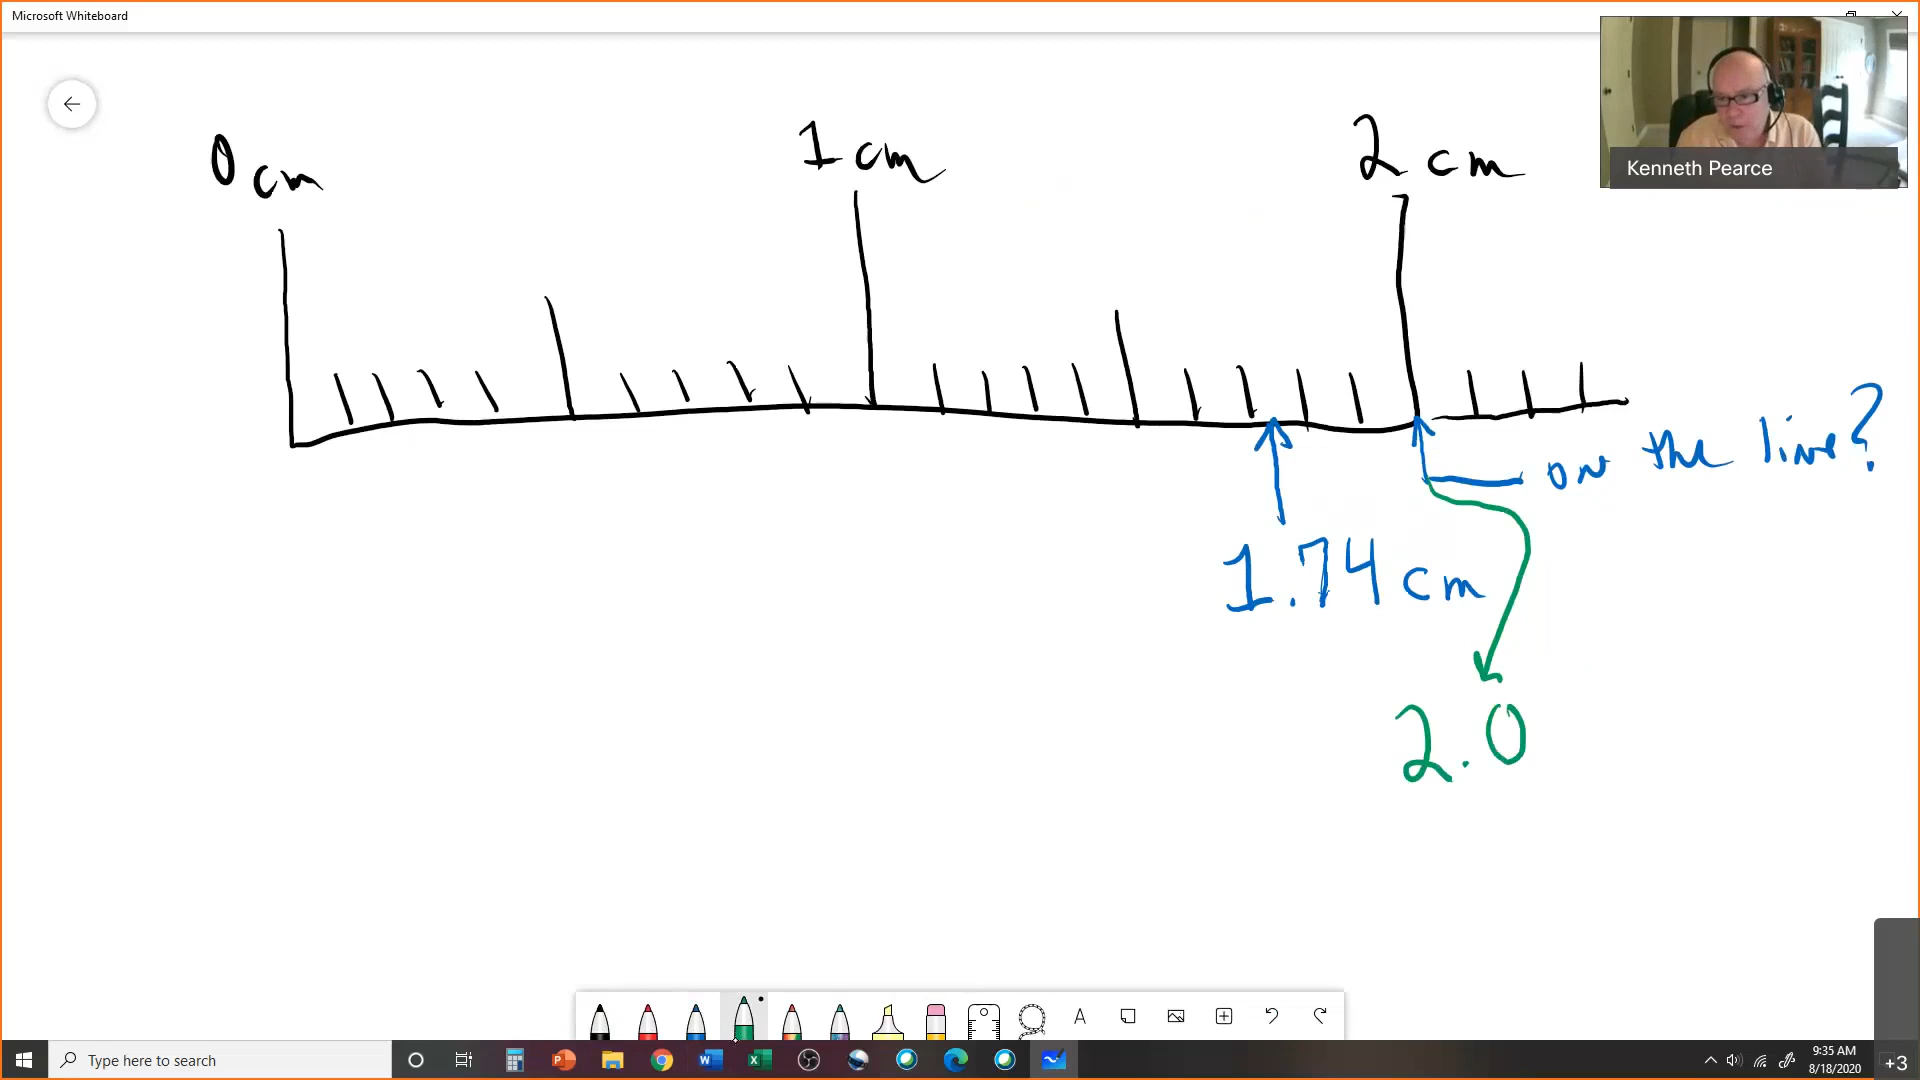 Microsoft Whiteboard
Kenneth Pearce
0 cm
1 cm
2 cm
on the line?
1.74 cm
2.0
A
Type here to search
9:35 AM
8/18/2020
+3